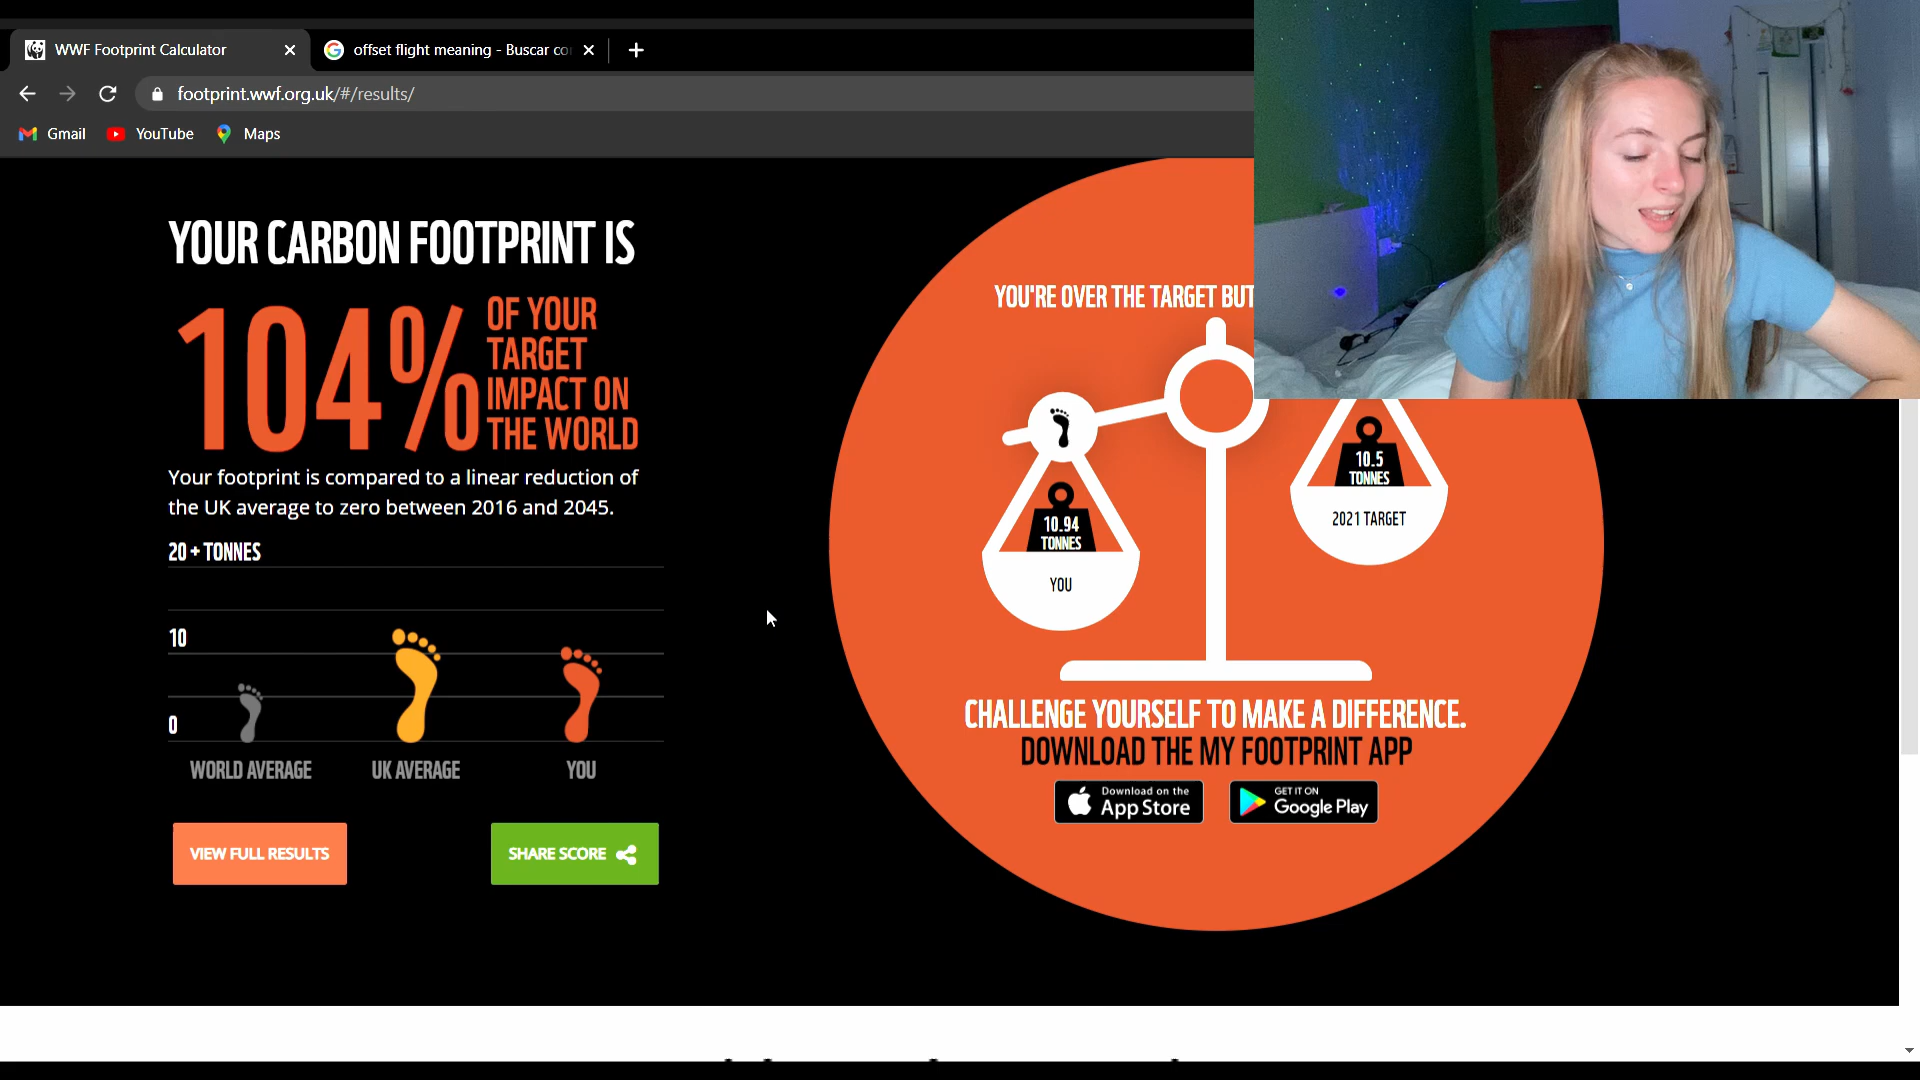 WWF Footprint Calculator
offset flight meaning - Buscar co
footprint.wwf.org.uk/#/results/
Gmail
YouTube
Maps
YOUR CARBON FOOTPRINT IS
104%
OF YOUR
TARGET
IMPACT ON
THE WORLD
Your footprint is compared to a linear reduction of
the UK average to zero between 2016 and 2045.
20 + TONNES
10
0
WORLD AVERAGE
UK AVERAGE
YOU
VIEW FULL RESULTS
SHARE SCORE
YOU'RE OVER THE TARGET BUT
10.94
TONNES
YOU
10.5
TONNES
2021 TARGET
CHALLENGE YOURSELF TO MAKE A DIFFERENCE.
DOWNLOAD THE MY FOOTPRINT APP
Download on the
App Store
GET IT ON
Google Play